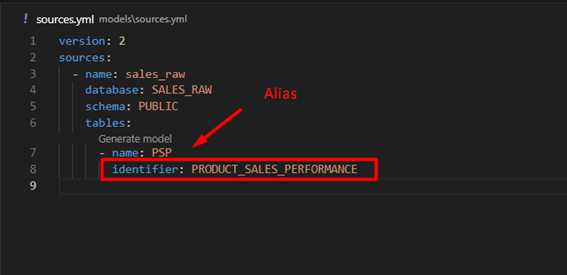 ! sources.yml models\sources.yml
1 version: 2
2 sources:
3 - name: sales_raw
4 database: SALES_RAW
5 schema: PUBLIC
6 tables:
Alias
Generate model
7 - name: PSP
8 identifier: PRODUCT_SALES_PERFORMANCE
9